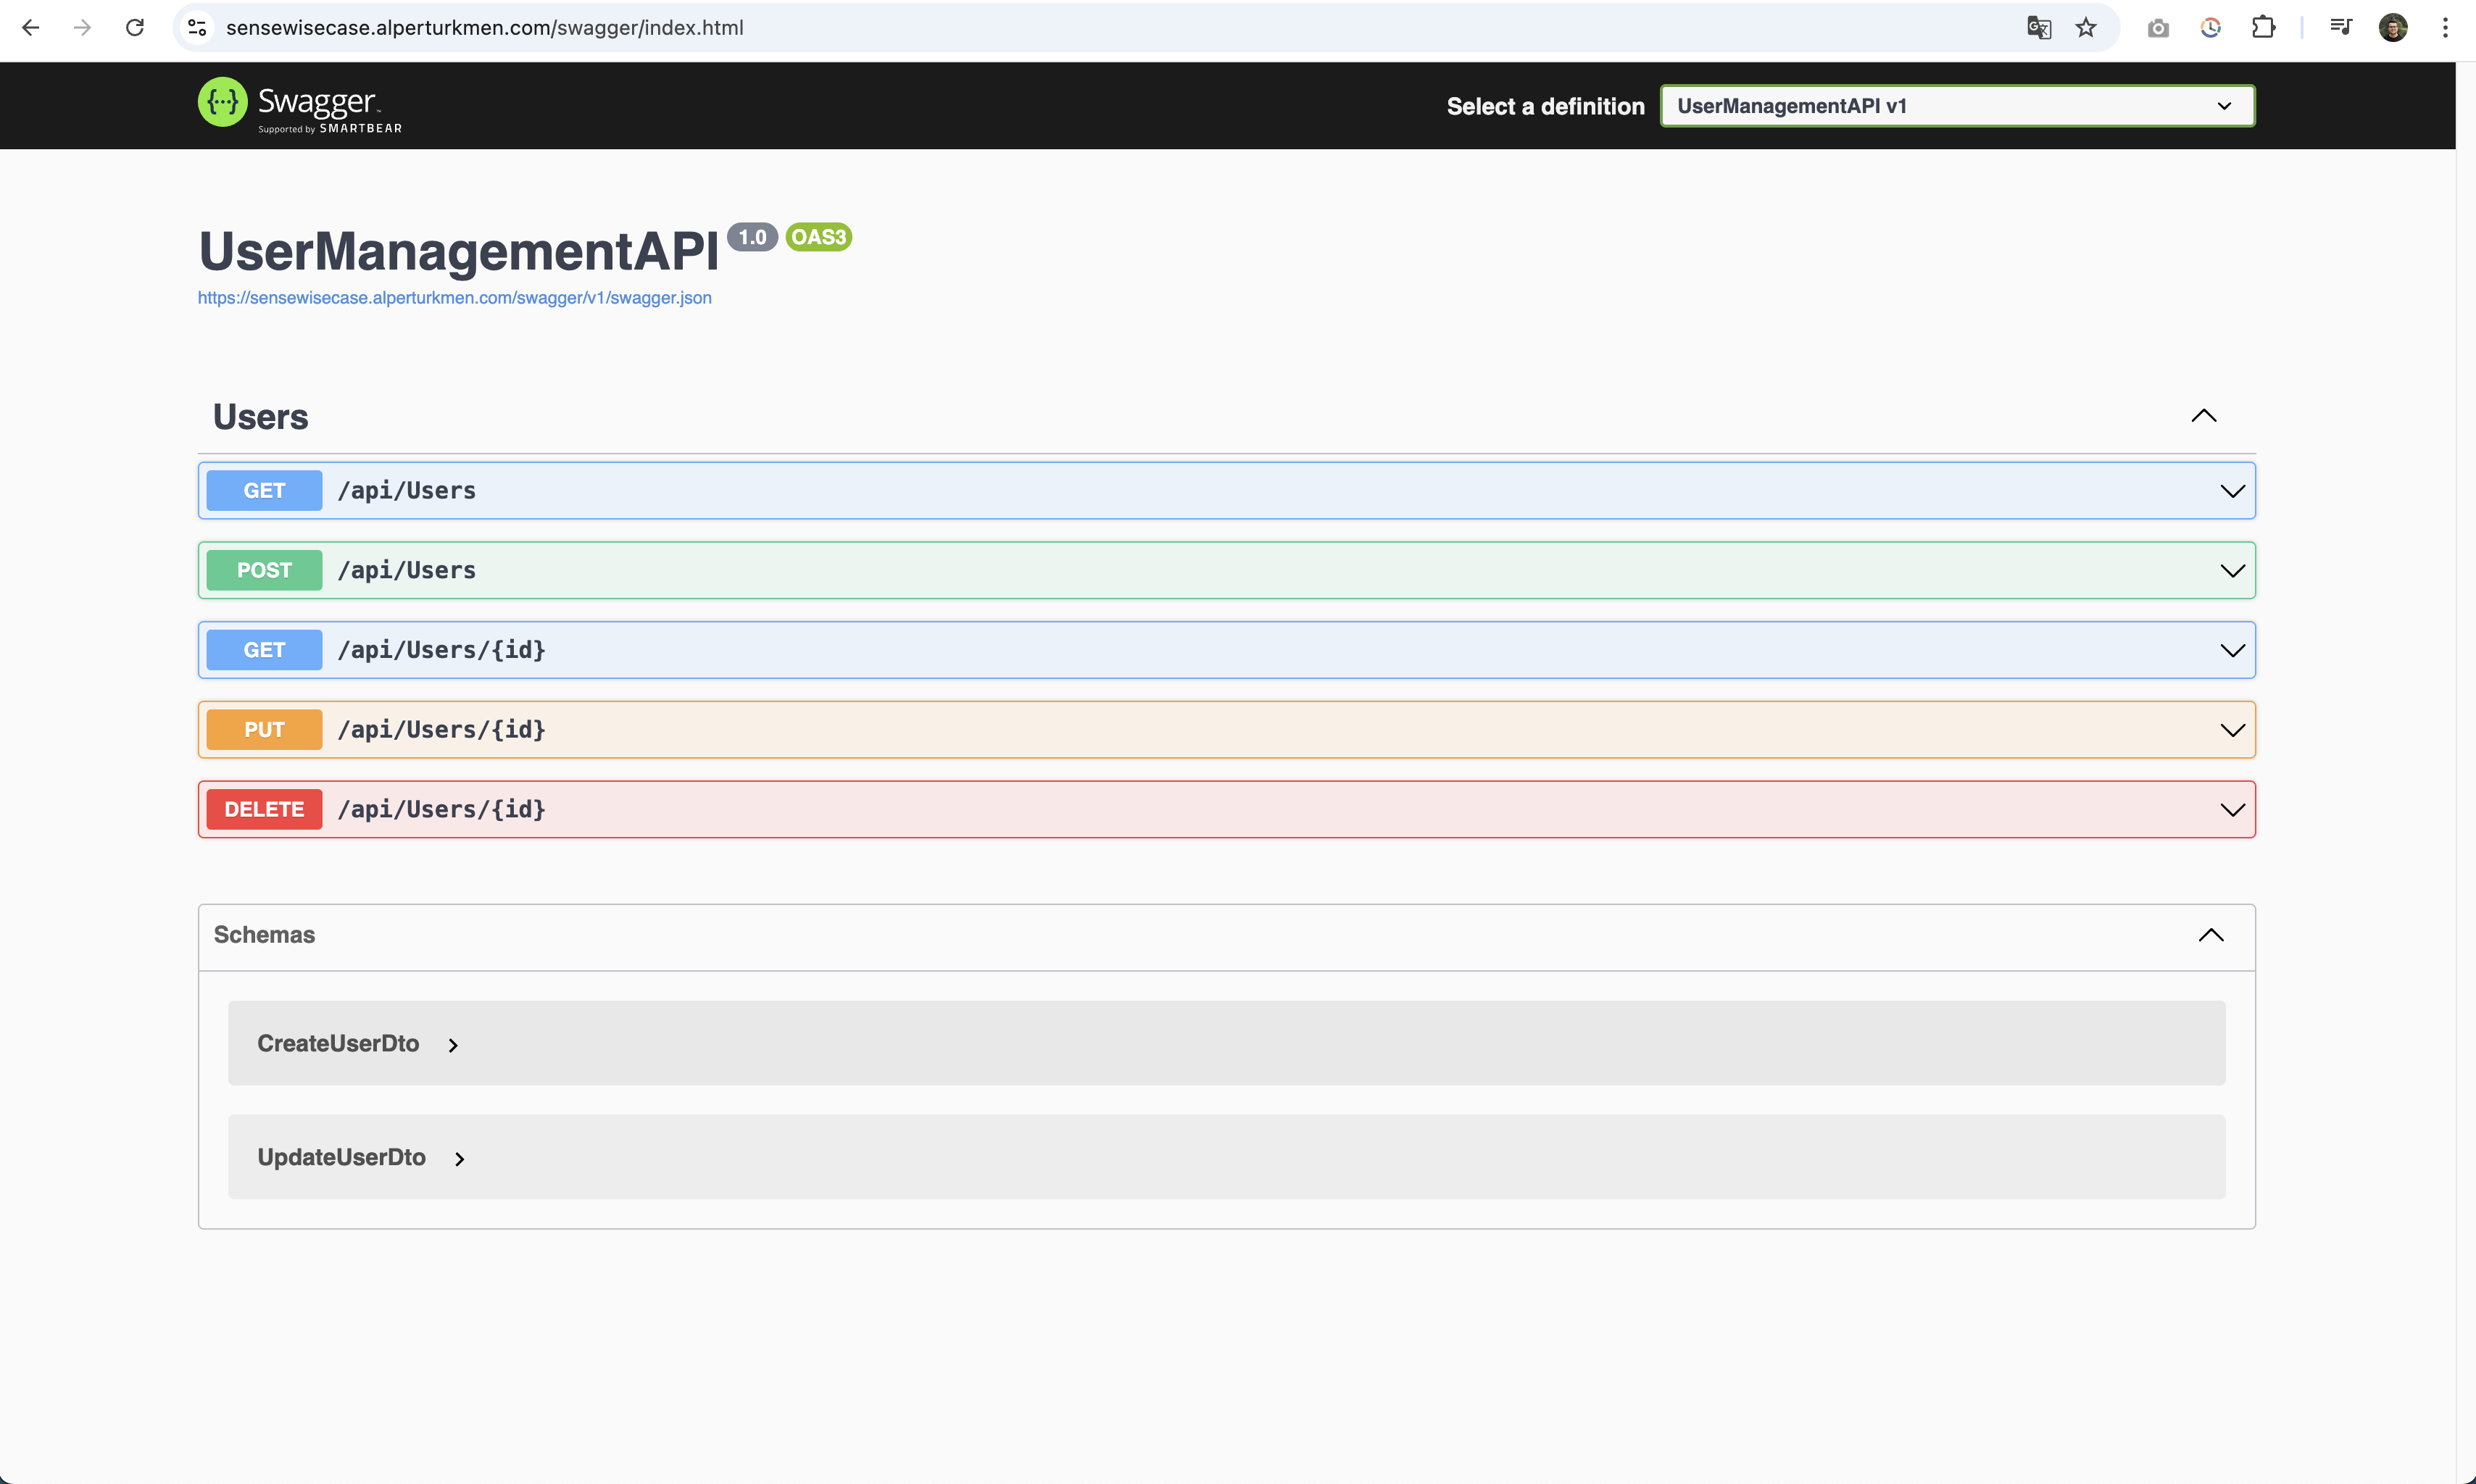 sensewisecase.alperturkmen.com/swagger/index.html
{···} Swagger™
Supported by SMARTBEAR
Select a definition
UserManagementAPI v1
UserManagementAPI 1.0 OAS3
https://sensewisecase.alperturkmen.com/swagger/v1/swagger.json
Users
GET /api/Users
POST /api/Users
GET /api/Users/{id}
PUT /api/Users/{id}
DELETE /api/Users/{id}
Schemas
CreateUserDto
UpdateUserDto